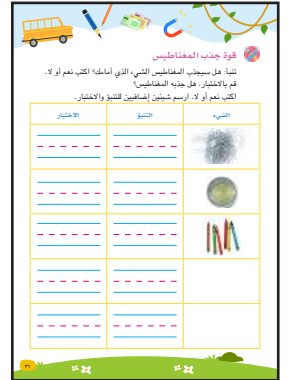 قوة جذب المغناطيس
تنبأ: هل سيجذب المغناطيس الشيء الذي أمامك؟ اكتب نعم أو لا.
قم بالاختبار. هل جذبه المغناطيس؟
اكتب نعم أو لا. ارسم شيئين إضافيين للتنبؤ والاختبار.
الشيء التنبؤ الاختبار
٣١